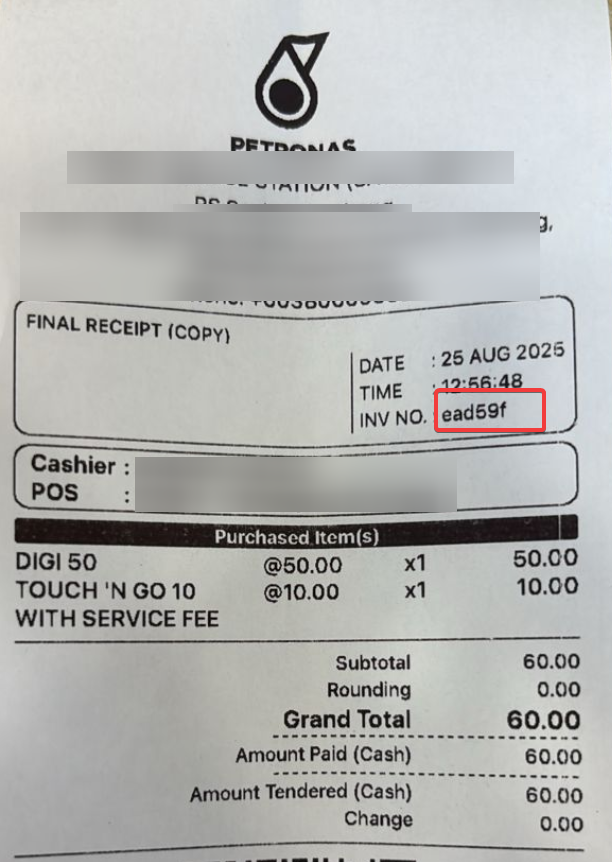 PETRONAS
FINAL RECEIPT (COPY)
DATE : 25 AUG 2025
TIME : 12:56:48
INV NO. ead59f
Cashier :
POS :
Purchased Item(s)
DIGI 50 @50.00 x1 50.00
TOUCH 'N GO 10 @10.00 x1 10.00
WITH SERVICE FEE
Subtotal 60.00
Rounding 0.00
Grand Total 60.00
Amount Paid (Cash) 60.00
Amount Tendered (Cash) 60.00
Change 0.00